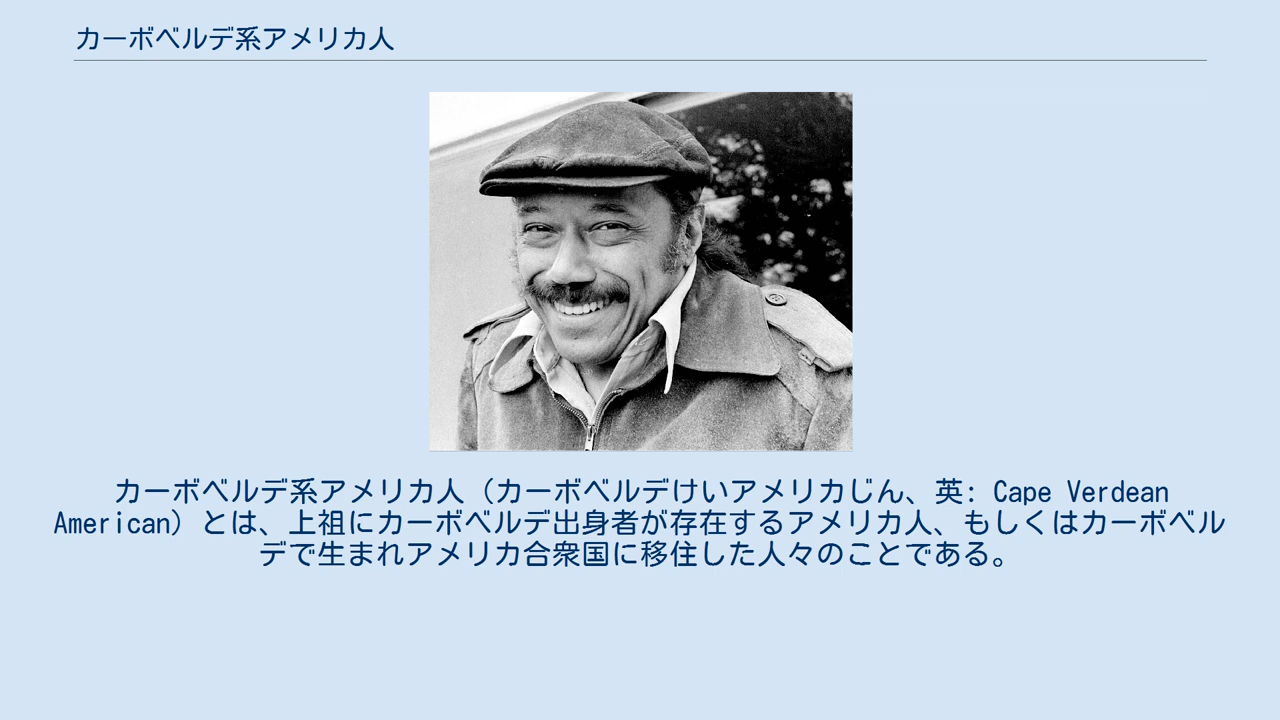 カーボベルデ系アメリカ人
カーボベルデ系アメリカ人（カーボベルデけいアメリカじん、英: Cape Verdean
American）とは、上祖にカーボベルデ出身者が存在するアメリカ人、もしくはカーボベル
デで生まれアメリカ合衆国に移住した人々のことである。